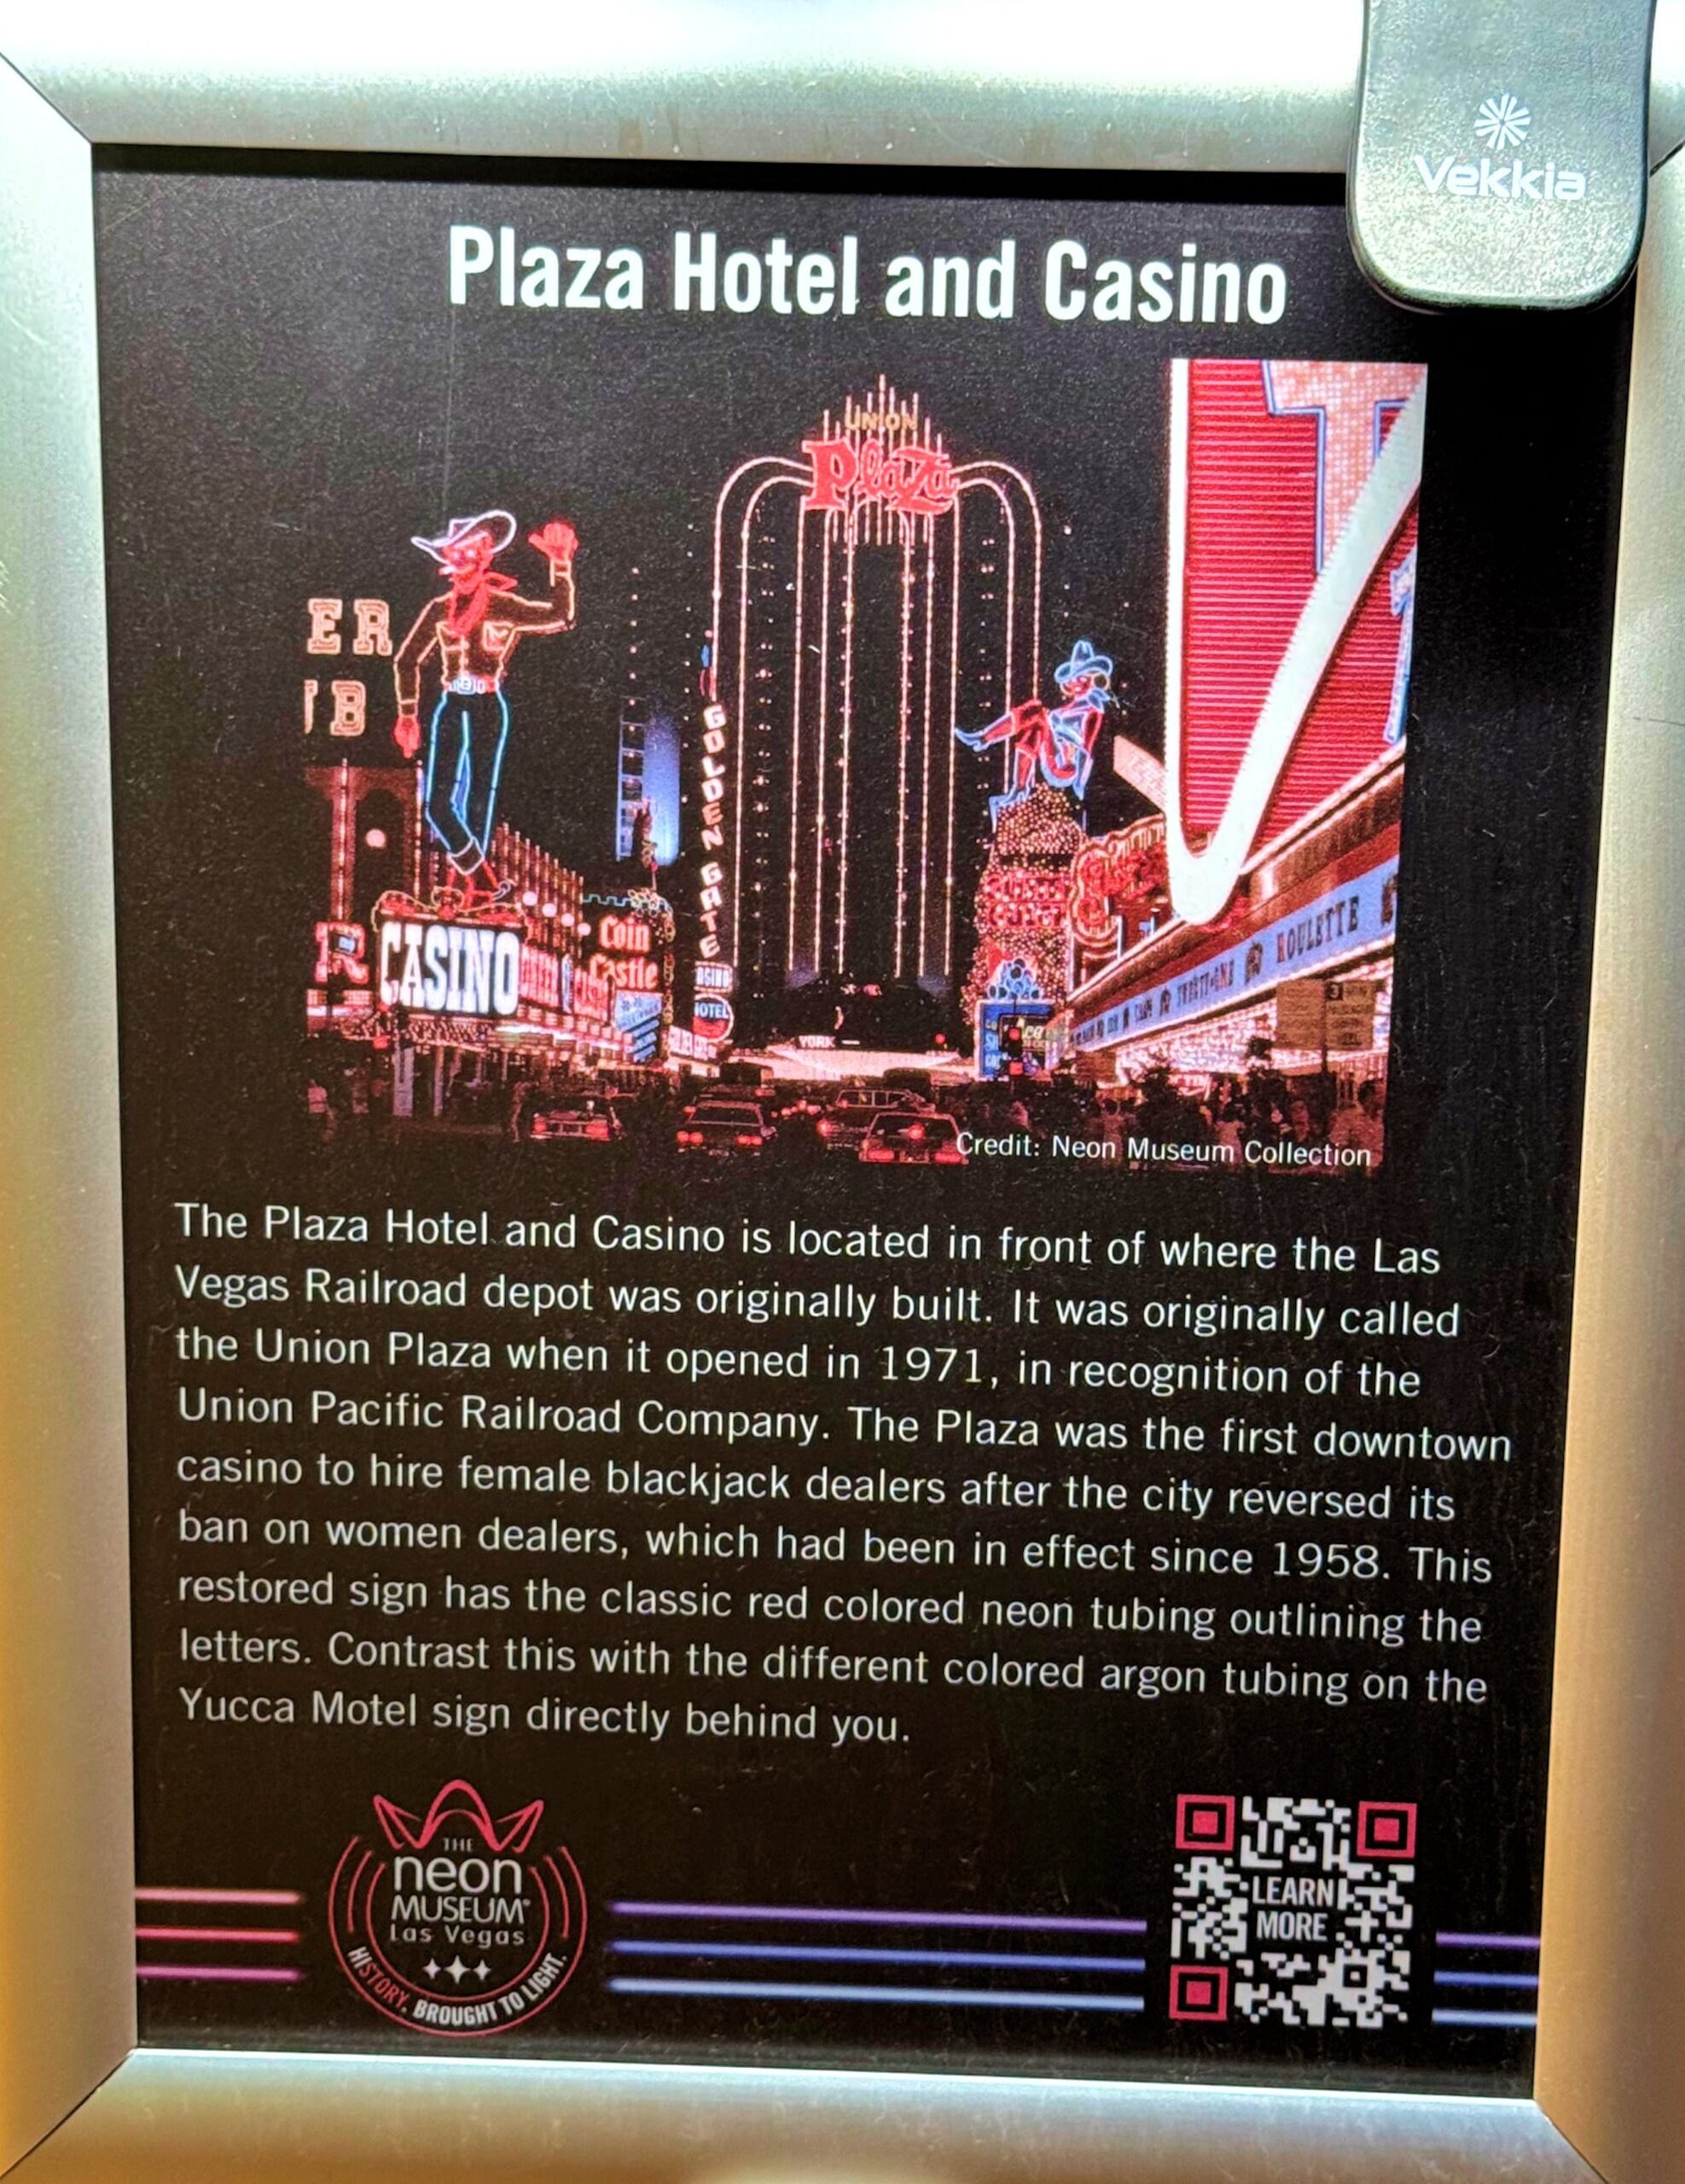 Vekkia
Plaza Hotel and Casino
UNION
Plaza
ER
IB
GOLDEN GATE
R
CASINO
Coin
Castle
HOTEL
YORK
ROULETTE
Credit: Neon Museum Collection
The Plaza Hotel and Casino is located in front of where the Las
Vegas Railroad depot was originally built. It was originally called
the Union Plaza when it opened in 1971, in recognition of the
Union Pacific Railroad Company. The Plaza was the first downtown
casino to hire female blackjack dealers after the city reversed its
ban on women dealers, which had been in effect since 1958. This
restored sign has the classic red colored neon tubing outlining the
letters. Contrast this with the different colored argon tubing on the
Yucca Motel sign directly behind you.
THE
neon
MUSEUM
Las Vegas
HISTORY. BROUGHT TO LIGHT.
LEARN
MORE